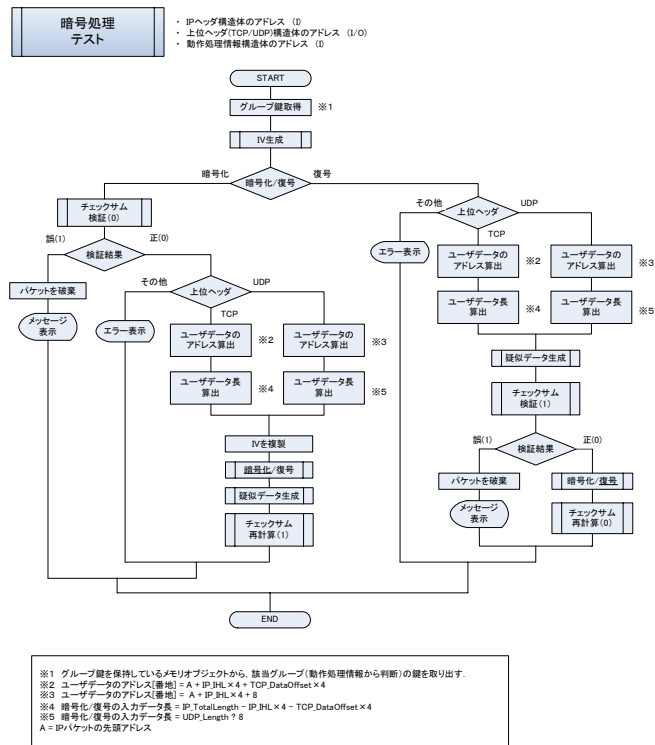 暗号処理
テスト
・ IPヘッダ構造体のアドレス (I)
・ 上位ヘッダ(TCP/UDP)構造体のアドレス (I/O)
・ 動作処理情報構造体のアドレス (I)
START
グループ鍵取得
※1
IV生成
暗号化
暗号化/復号
復号
チェックサム
検証(0)
誤(1)
正(0)
検証結果
パケットを破棄
メッセージ
表示
その他
UDP
上位ヘッダ
TCP
エラー表示
ユーザデータの
アドレス算出
※2
ユーザデータの
アドレス算出
※3
ユーザデータ長
算出
※4
ユーザデータ長
算出
※5
IVを複製
暗号化/復号
疑似データ生成
チェックサム
再計算(1)
その他
UDP
上位ヘッダ
TCP
エラー表示
ユーザデータの
アドレス算出
※2
ユーザデータの
アドレス算出
※3
ユーザデータ長
算出
※4
ユーザデータ長
算出
※5
疑似データ生成
チェックサム
検証(1)
誤(1)
正(0)
検証結果
パケットを破棄
メッセージ
表示
暗号化/復号
チェックサム
再計算(0)
END
※1 グループ鍵を保持しているメモリオブジェクトから, 該当グループ(動作処理情報から判断)の鍵を取り出す.
※2 ユーザデータのアドレス[番地] = A + IP_IHL×4 + TCP_DataOffset×4
※3 ユーザデータのアドレス[番地] = A + IP_IHL×4 + 8
※4 暗号化/復号の入力データ長 = IP_TotalLength - IP_IHL×4 - TCP_DataOffset×4
※5 暗号化/復号の入力データ長 = UDP_Length ? 8
A = IPパケットの先頭アドレス